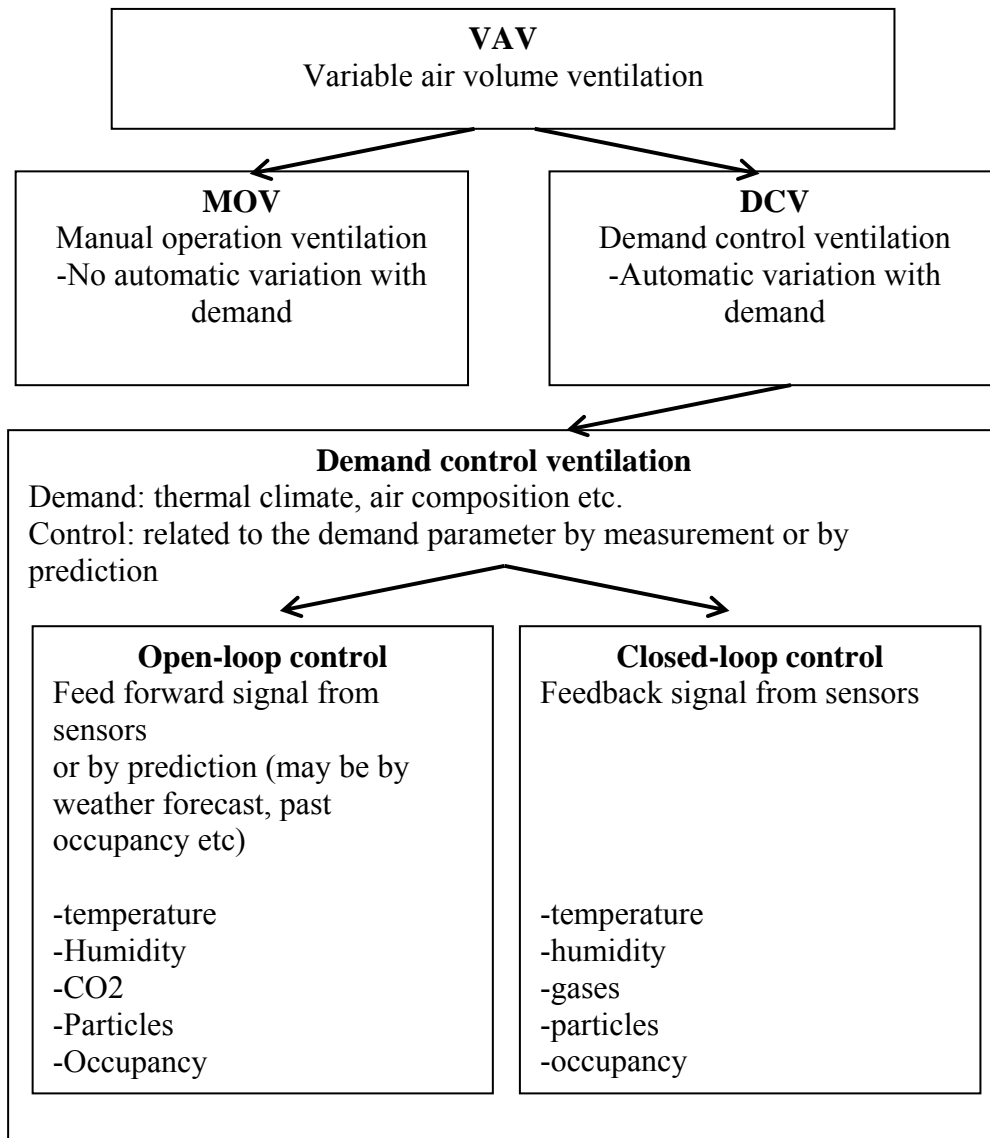 VAV
Variable air volume ventilation
MOV
Manual operation ventilation
-No automatic variation with
demand
DCV
Demand control ventilation
-Automatic variation with
demand
Demand control ventilation
Demand: thermal climate, air composition etc.
Control: related to the demand parameter by measurement or by
prediction
Open-loop control
Feed forward signal from
sensors
or by prediction (may be by
weather forecast, past
occupancy etc)
-temperature
-Humidity
-CO2
-Particles
-Occupancy
Closed-loop control
Feedback signal from sensors
-temperature
-humidity
-gases
-particles
-occupancy